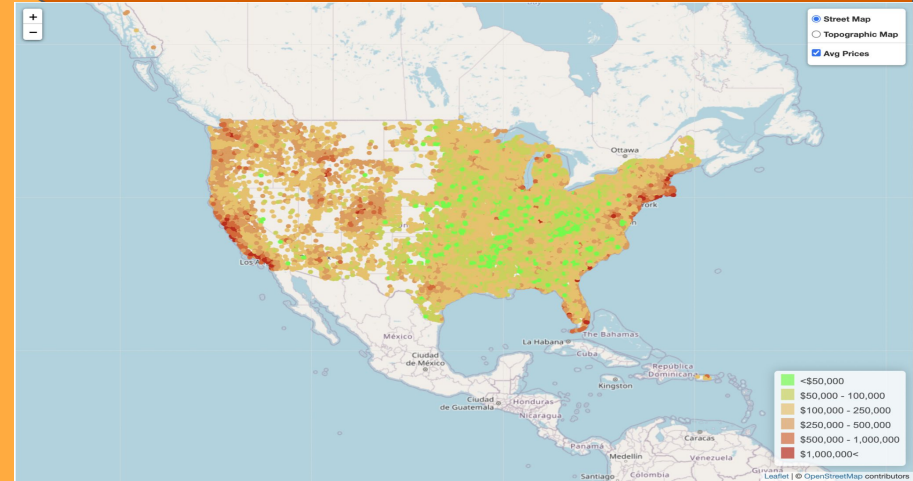 +
−
Street Map
Topographic Map
Avg Prices
Ottawa
York
Los A
México
Ciudad
de México
La Habana
The Bahamas
Cuba
República
Dominicana
Kingston
Ciudad
de Guatemala
Honduras
Nicaragua
Panamá
Caracas
Medellín
Venezuela
Guyana
Santiago
Colombia
<$50,000
$50,000 - 100,000
$100,000 - 250,000
$250,000 - 500,000
$500,000 - 1,000,000
$1,000,000<
Leaflet | © OpenStreetMap contributors